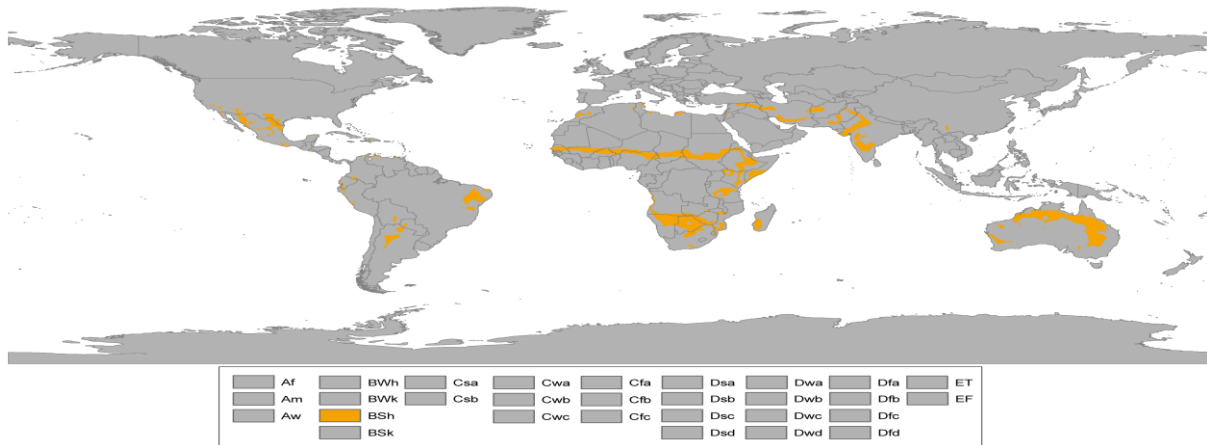 Af BWh Csa Cwa Cfa Dsa Dwa Dfa ET
Am BWk Csb Cwb Cfb Dsb Dwb Dfb EF
Aw BSh Cwc Cfc Dsc Dwc Dfc
BSk Dsd Dwd Dfd